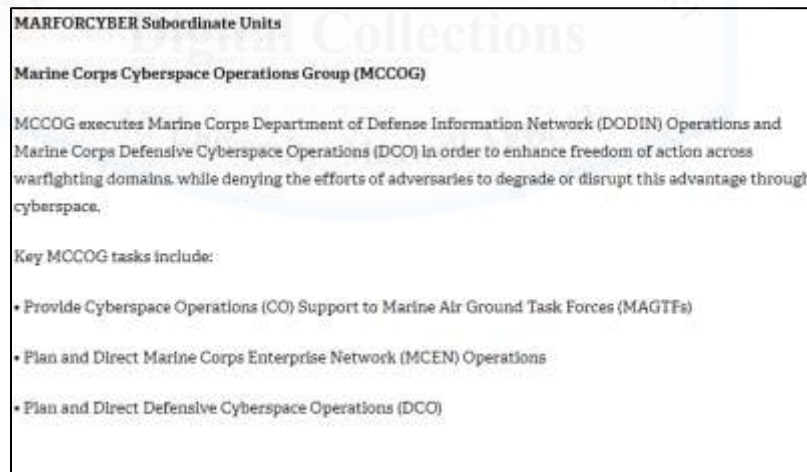 Digital Collections
MARFORCYBER Subordinate Units
Marine Corps Cyberspace Operations Group (MCCOG)
MCCOG executes Marine Corps Department of Defense Information Network (DODIN) Operations and
Marine Corps Defensive Cyberspace Operations (DCO) in order to enhance freedom of action across
warfighting domains, while denying the efforts of adversaries to degrade or disrupt this advantage through
cyberspace.
Key MCCOG tasks include:
• Provide Cyberspace Operations (CO) Support to Marine Air Ground Task Forces (MAGTFs)
• Plan and Direct Marine Corps Enterprise Network (MCEN) Operations
• Plan and Direct Defensive Cyberspace Operations (DCO)